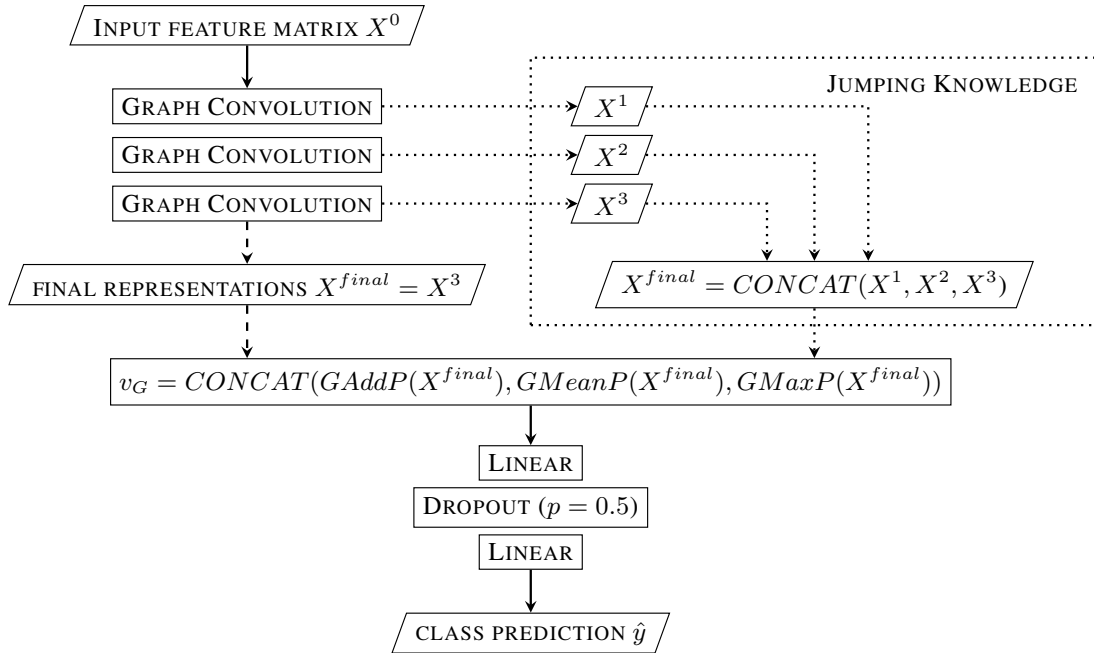 INPUT FEATURE MATRIX X^0
JUMPING KNOWLEDGE
GRAPH CONVOLUTION
X^1
GRAPH CONVOLUTION
X^2
GRAPH CONVOLUTION
X^3
FINAL REPRESENTATIONS X^{final} = X^3
X^{final} = CONCAT(X^1, X^2, X^3)
v_G = CONCAT(GAddP(X^{final}), GMeanP(X^{final}), GMaxP(X^{final}))
LINEAR
DROPOUT (p = 0.5)
LINEAR
CLASS PREDICTION ŷ